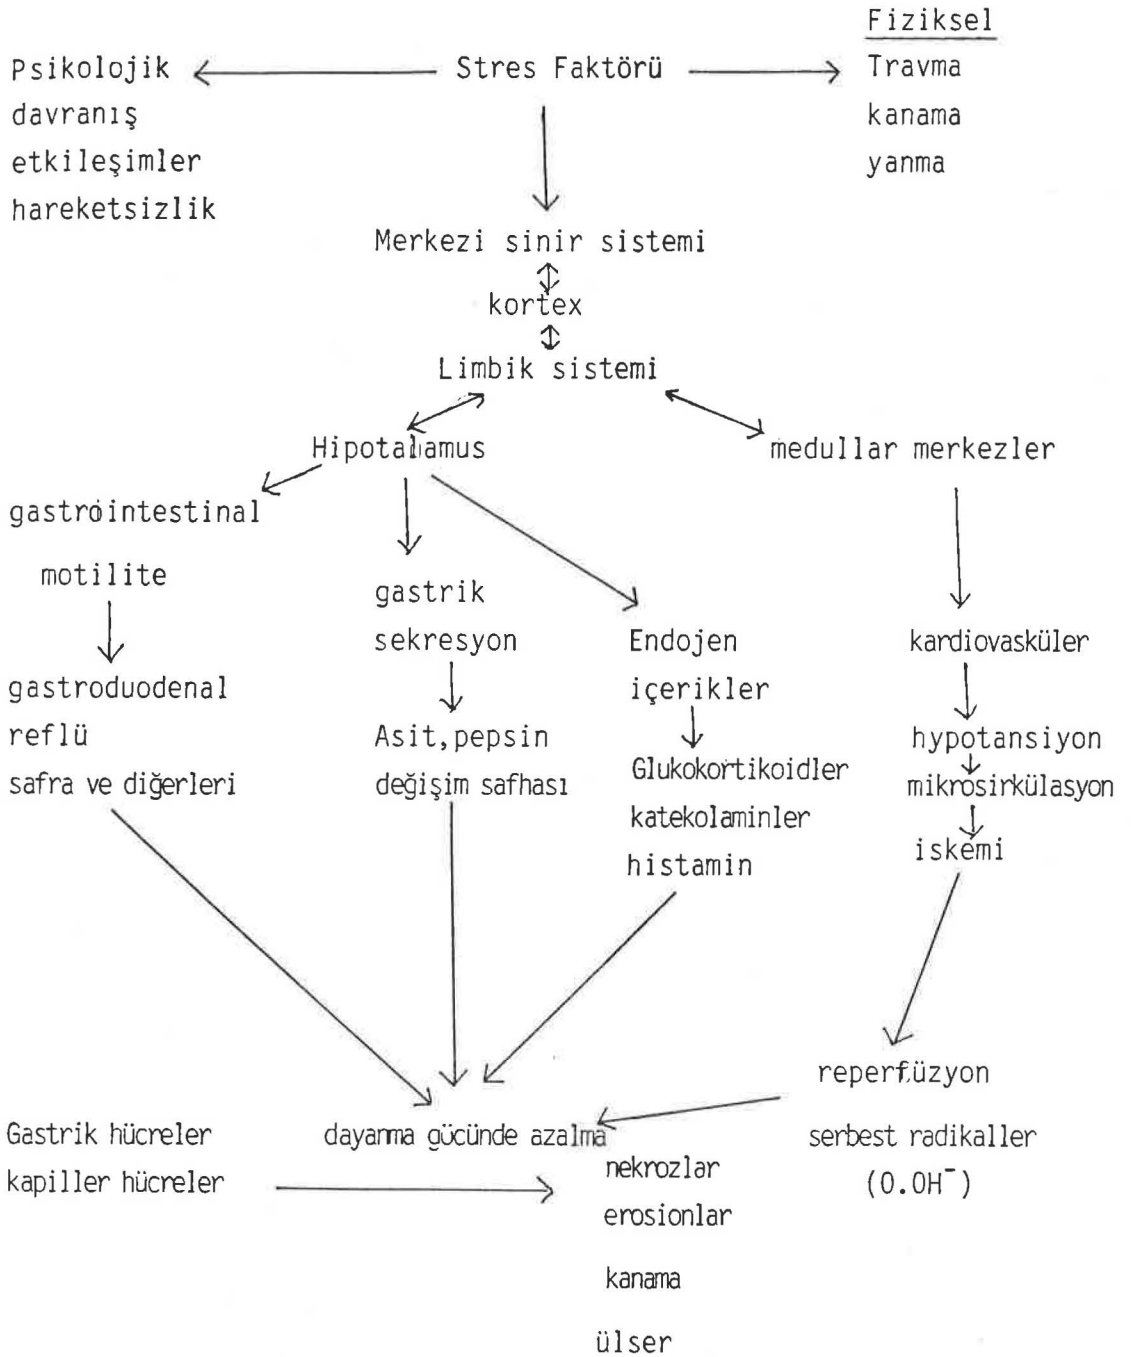 Fiziksel
Psikolojik Stres Faktörü Travma
davranış kanama
etkileşimler yanma
hareketsizlik
Merkezi sinir sistemi
kortex
Limbik sistemi
Hipotalamus medullar merkezler
gastrointestinal
motilite
gastrik
sekresyon Endojen kardiovasküler
gastroduodenal içerikler
reflü Asit,pepsin hypotansiyon
safra ve diğerleri değişim safhası Glukokortikoidler mikrosirkülasyon
katekolaminler
histamin iskemi
reperfüzyon
Gastrik hücreler dayanma gücünde azalma serbest radikaller
kapiller hücreler nekrozlar (O.OH⁻)
erosionlar
kanama
ülser